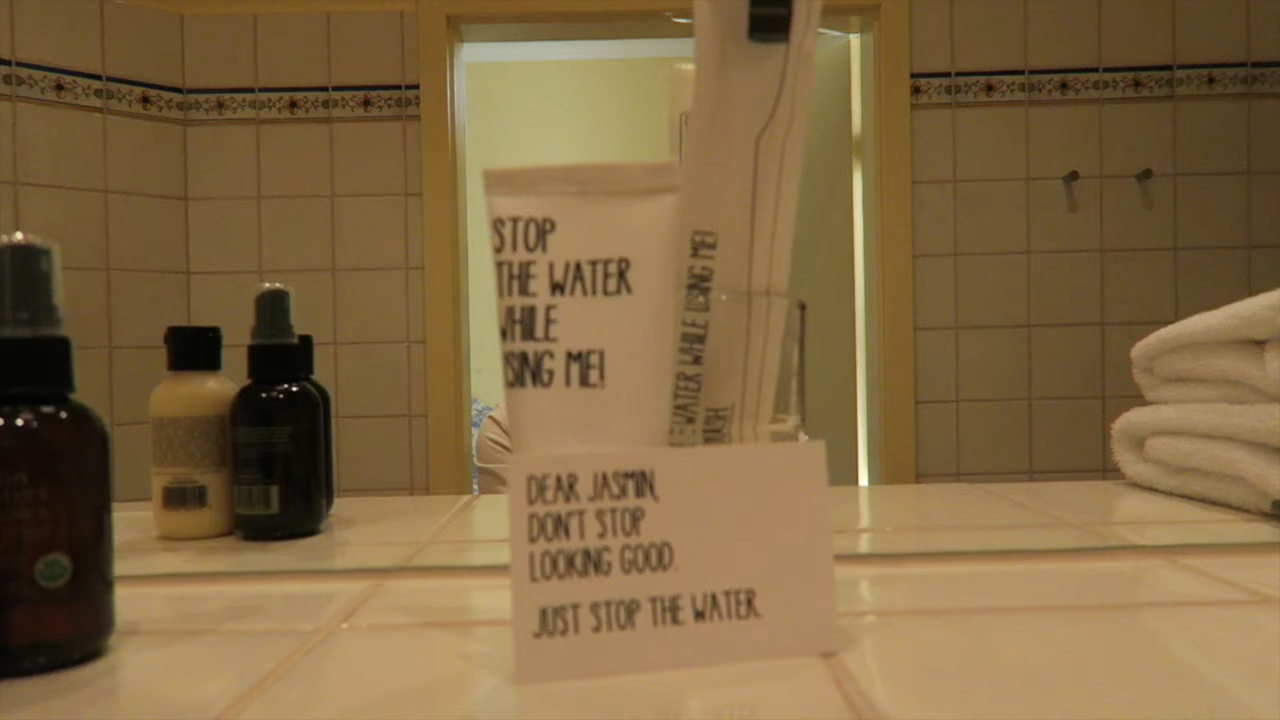 STOP
THE WATER
WHILE
USING ME!
WATER WHILE USING ME!
DEAR JASMIN,
DON'T STOP
LOOKING GOOD.
JUST STOP THE WATER.